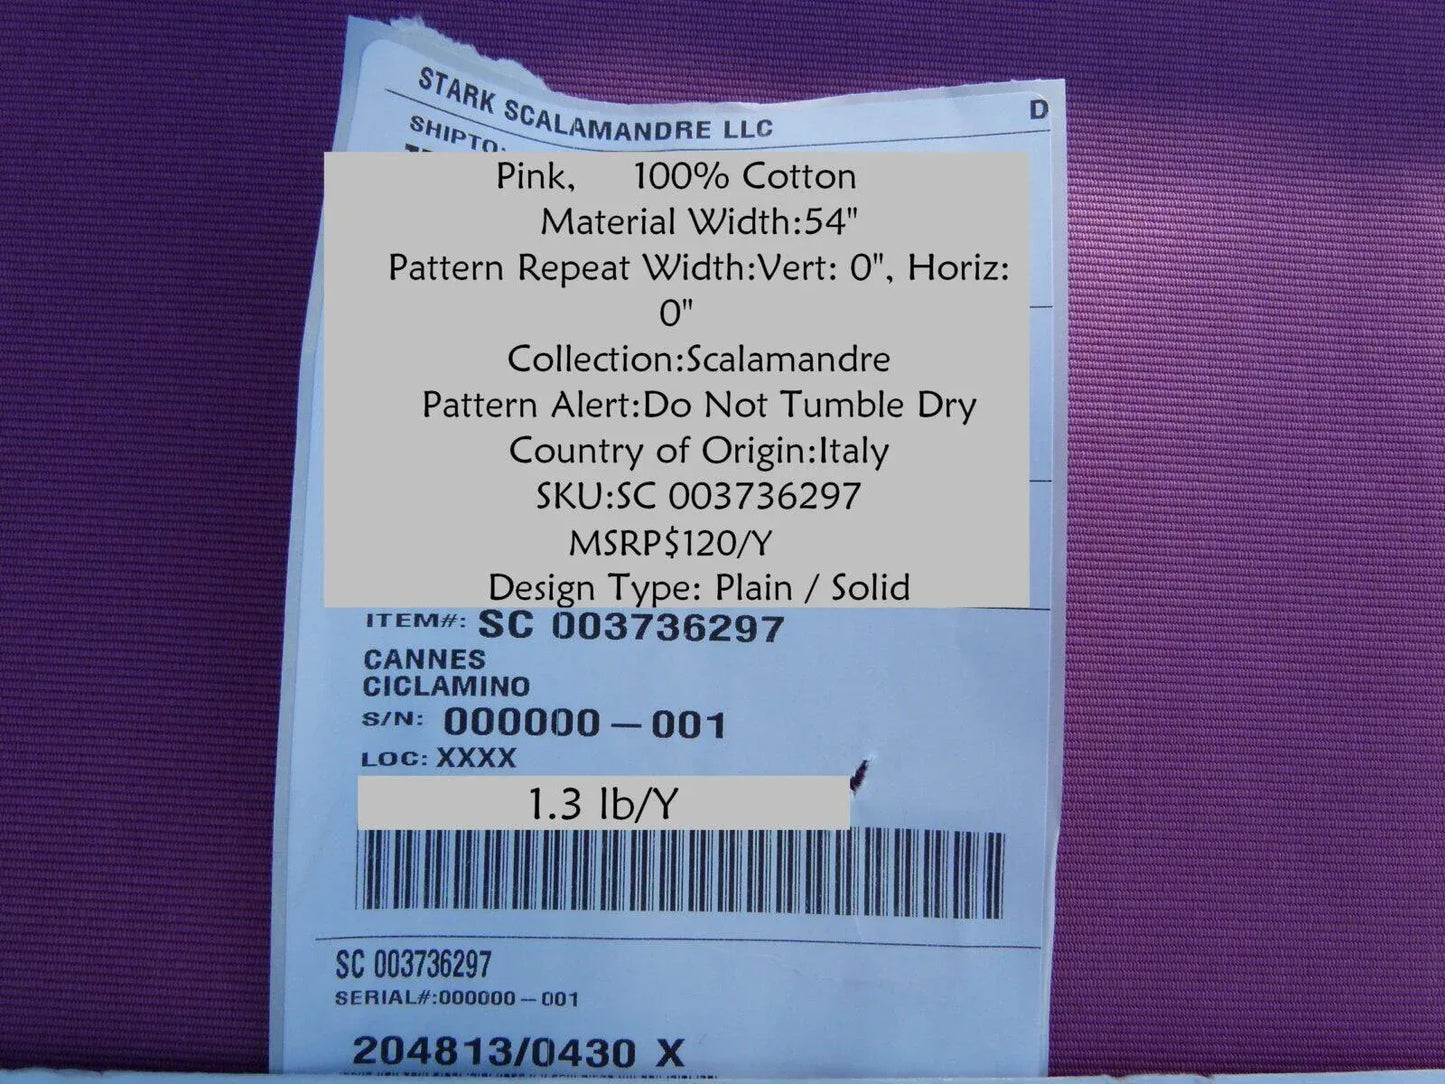 STARK SCALAMANDRE LLC
D
SHIPTO:
Pink, 100% Cotton
Material Width:54"
Pattern Repeat Width:Vert: 0", Horiz:
0"
Collection:Scalamandre
Pattern Alert:Do Not Tumble Dry
Country of Origin:Italy
SKU:SC 003736297
MSRP$120/Y
Design Type: Plain / Solid
ITEM#: SC 003736297
CANNES
CICLAMINO
S/N: 000000-001
LOC: XXXX
1.3 lb/Y
SC 003736297
SERIAL#:000000-001
204813/0430 X